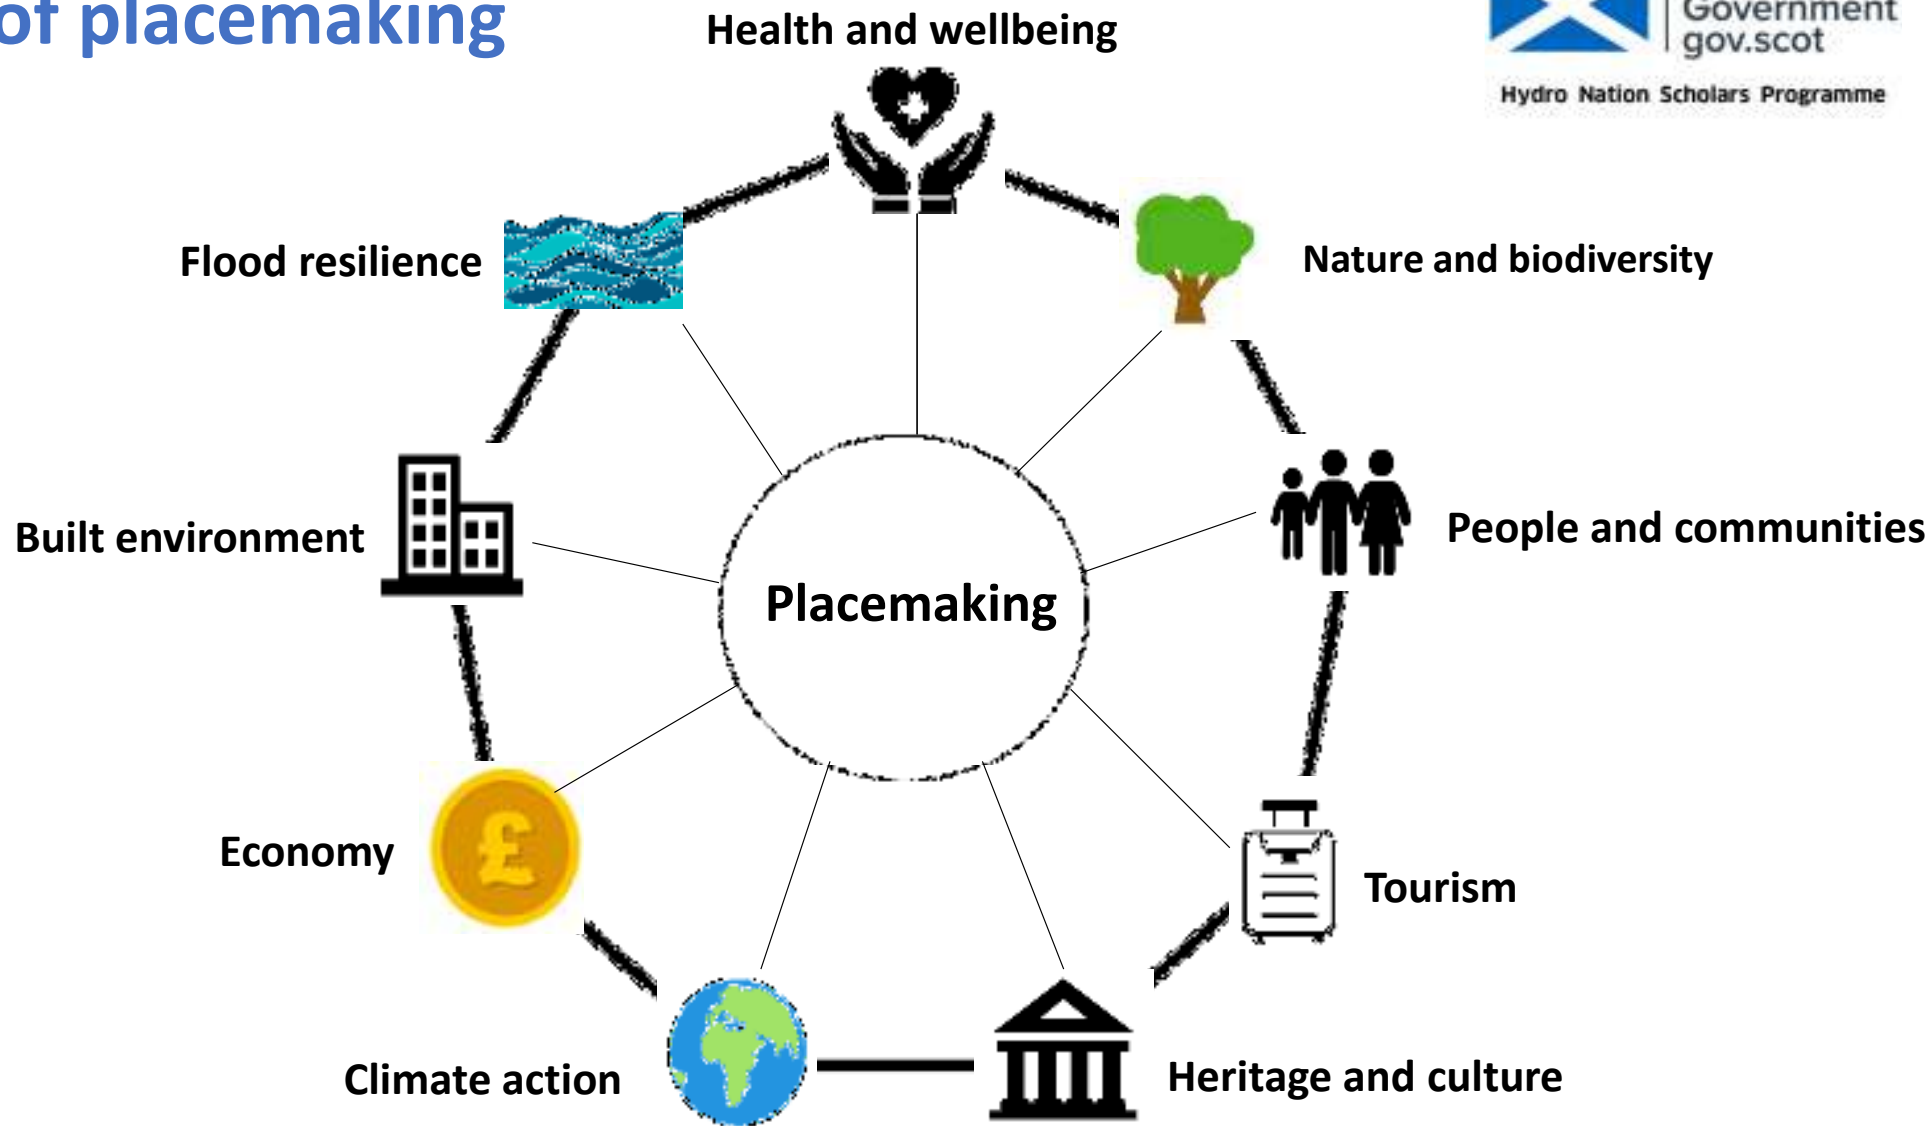 of placemaking
Government
gov.scot
Hydro Nation Scholars Programme
Health and wellbeing
Flood resilience
Nature and biodiversity
Built environment
People and communities
Placemaking
Economy
£
Tourism
Climate action
Heritage and culture